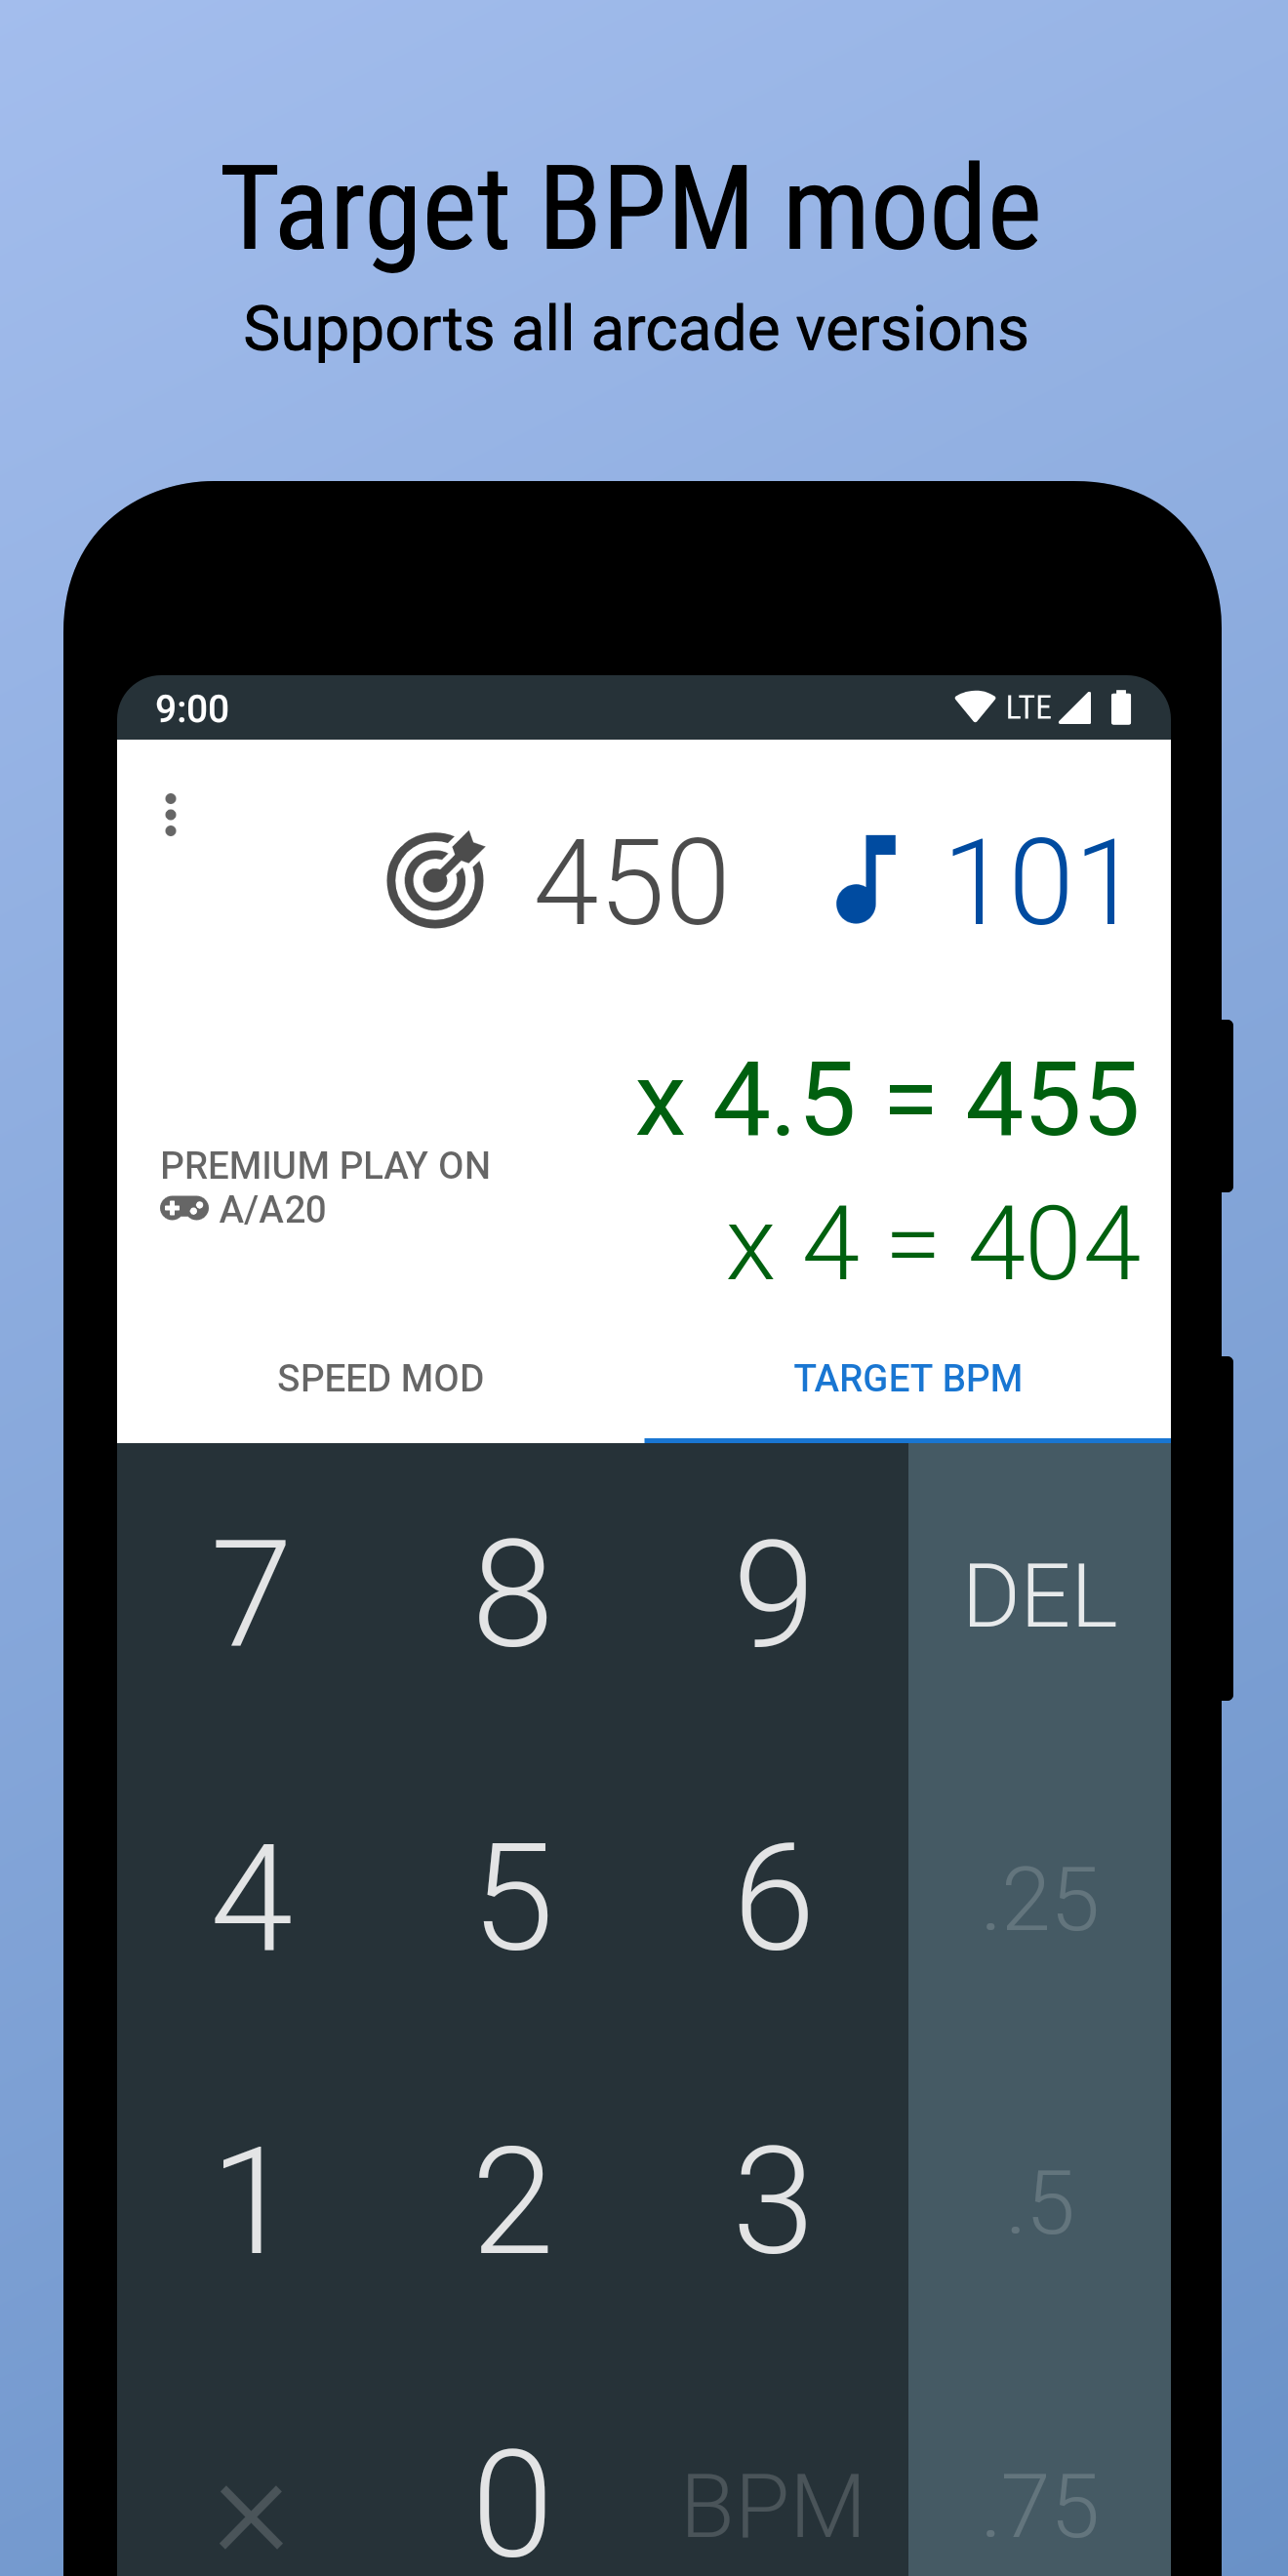 Target BPM mode
Supports all arcade versions
9:00 LTE
450 101
x 4.5 = 455
PREMIUM PLAY ON
A/A20
x 4 = 404
SPEED MOD TARGET BPM
7 8 9 DEL
4 5 6 .25
1 2 3 .5
× 0 BPM .75